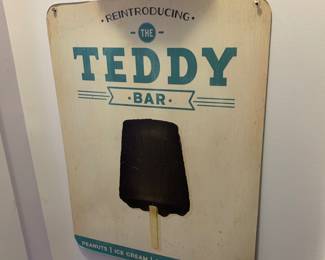 ·REINTRODUCING·
- THE -
TEDDY
·BAR·
PEANUTS | ICE CREAM |